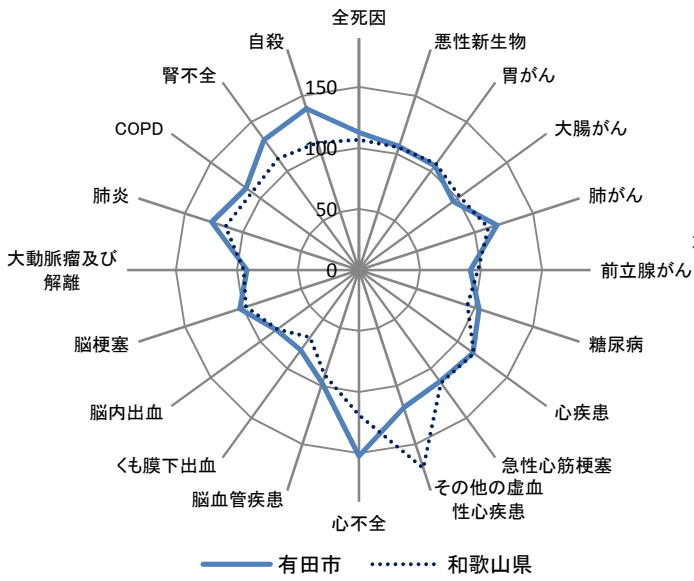 全死因
自殺
悪性新生物
腎不全
胃がん
150
COPD
大腸がん
100
肺炎
肺がん
50
大動脈瘤及び
解離
0
前立腺がん
脳梗塞
糖尿病
脳内出血
心疾患
くも膜下出血
急性心筋梗塞
脳血管疾患
その他の虚血
性心疾患
心不全
有田市
和歌山県